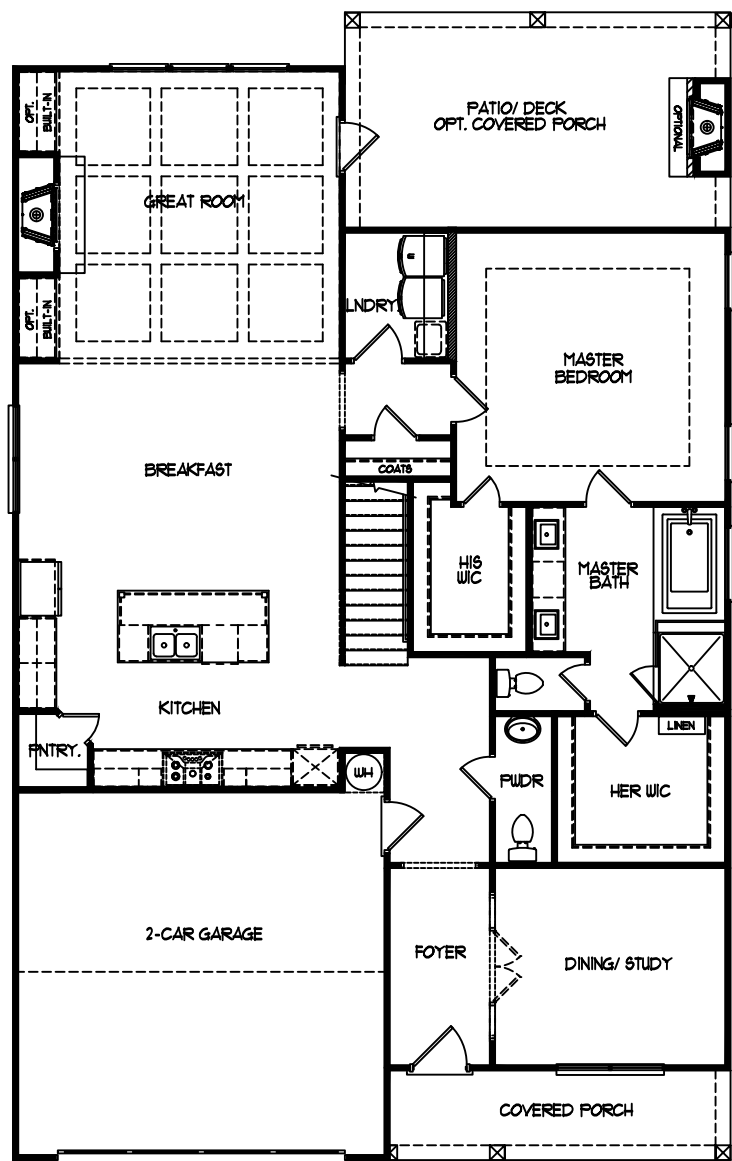 PATIO/ DECK
OPT. COVERED PORCH
OPTIONAL
OPT.
BUILT-IN
GREAT ROOM
OPT.
BUILT-IN
LNDRY.
MASTER
BEDROOM
BREAKFAST
COATS
HIS
WIC
MASTER
BATH
KITCHEN
PNTRY.
WH
LINEN
PWDR
HER WIC
2-CAR GARAGE
FOYER
DINING/ STUDY
COVERED PORCH